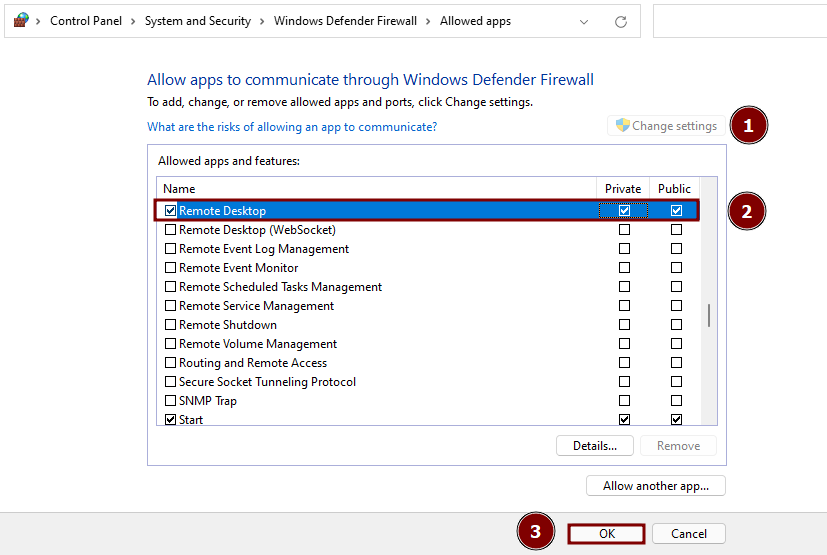 Control Panel > System and Security > Windows Defender Firewall > Allowed apps
Allow apps to communicate through Windows Defender Firewall
To add, change, or remove allowed apps and ports, click Change settings.
What are the risks of allowing an app to communicate?
Change settings
1
Allowed apps and features:
Name Private Public
Remote Desktop
2
Remote Desktop (WebSocket)
Remote Event Log Management
Remote Event Monitor
Remote Scheduled Tasks Management
Remote Service Management
Remote Shutdown
Remote Volume Management
Routing and Remote Access
Secure Socket Tunneling Protocol
SNMP Trap
Start
Details... Remove
Allow another app...
3
OK Cancel